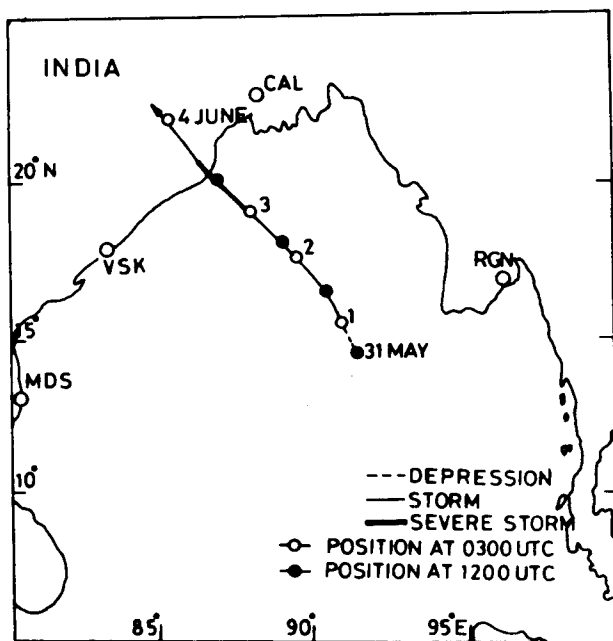 INDIA
CAL
4 JUNE
20°N
3
2
VSK
RGN
1
15°
31 MAY
MDS
10°
DEPRESSION
STORM
SEVERE STORM
POSITION AT 0300 UTC
POSITION AT 1200 UTC
85°
90°
95°E